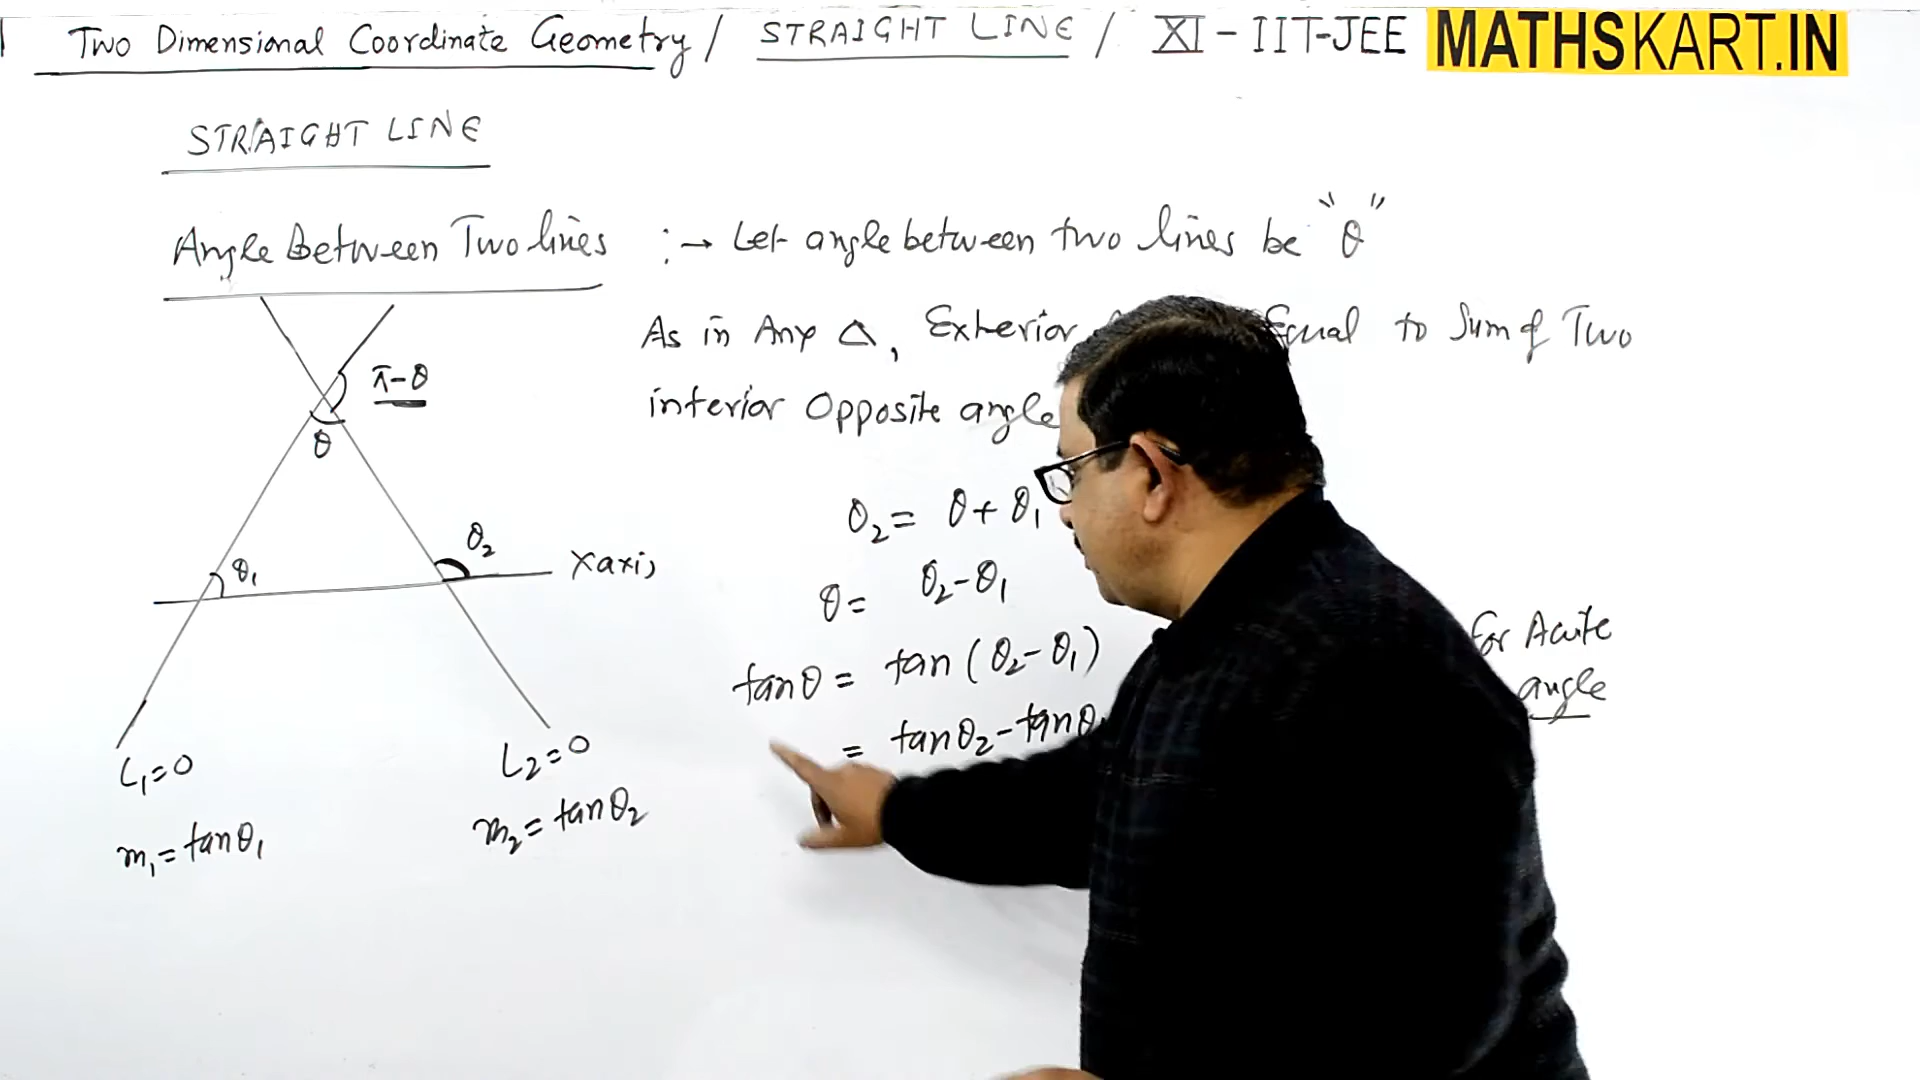 Two Dimensional Coordinate Geometry / STRAIGHT LINE / XI - IIT-JEE MATHSKART.IN
STRAIGHT LINE
Angle Between Two lines :→ Let angle between two lines be "θ"
As in Any △, Exterior Equal to Sum of Two
interior Opposite angle
π-θ
θ
θ₂ = θ + θ₁
θ₂
θ₁
X axis
θ = θ₂ - θ₁
tanθ = tan (θ₂ - θ₁)
For Acute
angle
= tanθ₂ - tanθ₁
L₁=0
L₂=0
m₁ = tanθ₁
m₂ = tanθ₂